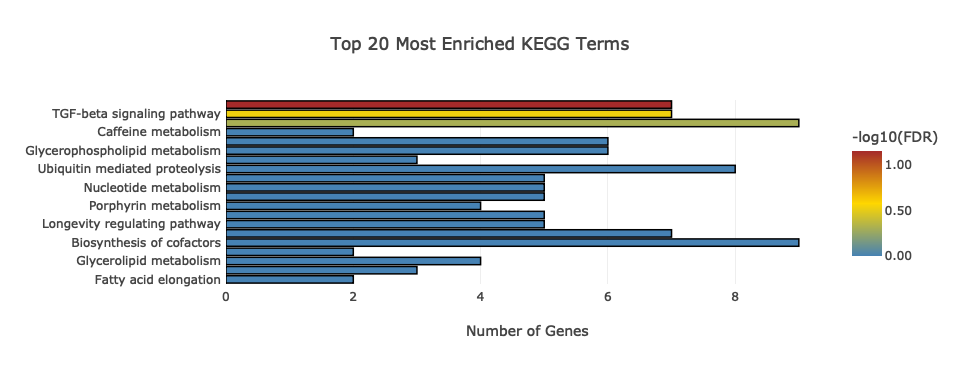 Top 20 Most Enriched KEGG Terms
TGF-beta signaling pathway
Caffeine metabolism
Glycerophospholipid metabolism
Ubiquitin mediated proteolysis
Nucleotide metabolism
Porphyrin metabolism
Longevity regulating pathway
Biosynthesis of cofactors
Glycerolipid metabolism
Fatty acid elongation
0 2 4 6 8
Number of Genes
-log10(FDR)
1.00
0.50
0.00